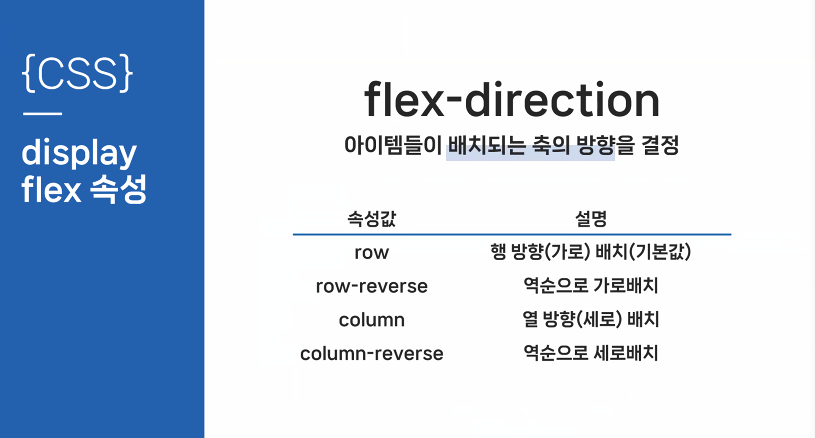 {CSS}
display
flex 속성
flex-direction
아이템들이 배치되는 축의 방향을 결정
속성값 설명
row 행 방향(가로) 배치(기본값)
row-reverse 역순으로 가로배치
column 열 방향(세로) 배치
column-reverse 역순으로 세로배치